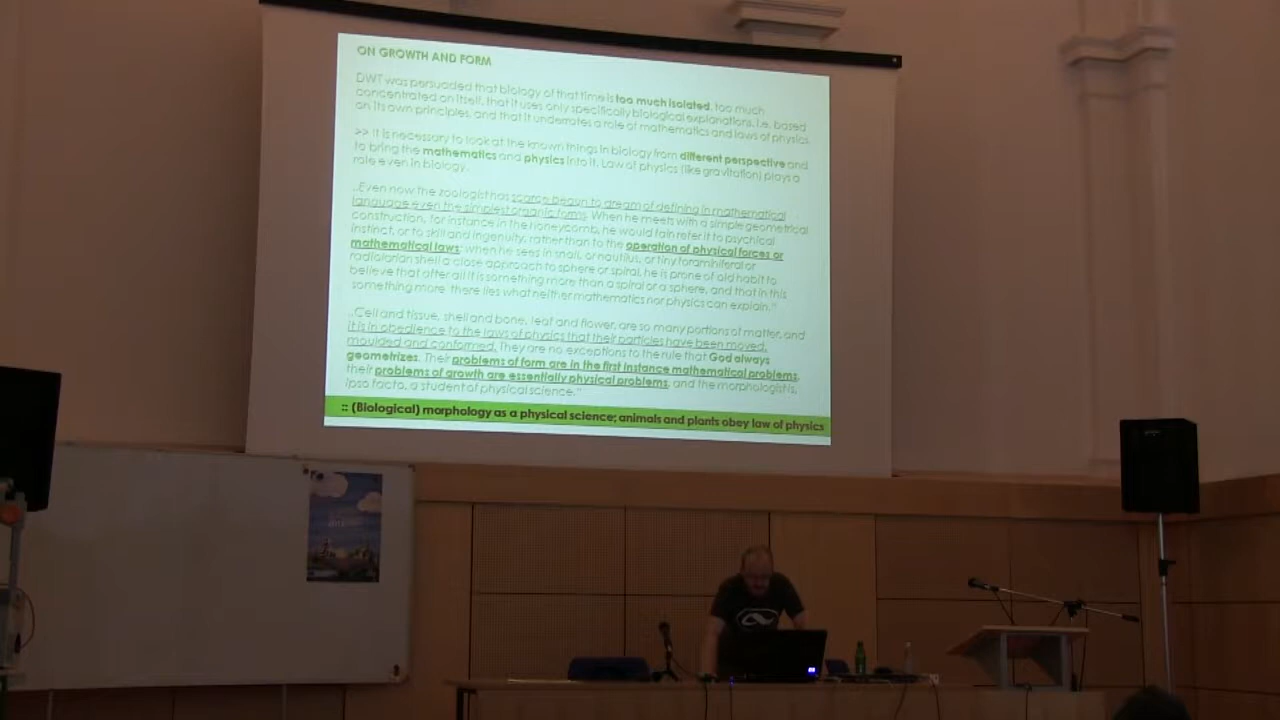 ON GROWTH AND FORM
DWT was persuaded that biology of that time is too much isolated, too much
concentrated on itself, that it uses only specifically biological explanations, i.e. based
on its own principles, and that it underrates a role of mathematics and laws of physics.
>> It is necessary to look at the known things in biology from different perspective and
to bring the mathematics and physics into it. Law of physics (like gravitation) plays a
role even in biology.
„Even now the zoologist has scarce begun to dream of defining in mathematical
language even the simplest organic forms. When he meets with a simple geometrical
construction, for instance in the honeycomb, he would fain refer it to psychical
instinct, or to skill and ingenuity, rather than to the operation of physical forces or
mathematical laws; when he sees in snail, or nautilus, or tiny foraminiferal or
radiolarian shell a close approach to sphere or spiral, he is prone of old habit to
believe that after all it is something more than a spiral or a sphere, and that in this
something more there lies what neither mathematics nor physics can explain.“
„Cell and tissue, shell and bone, leaf and flower, are so many portions of matter, and
it is in obedience to the laws of physics that their particles have been moved,
moulded and conformed. They are no exceptions to the rule that God always
geometrizes. Their problems of form are in the first instance mathematical problems,
their problems of growth are essentially physical problems, and the morphologist is,
ipso facto, a student of physical science.“
:: (Biological) morphology as a physical science; animals and plants obey law of physics